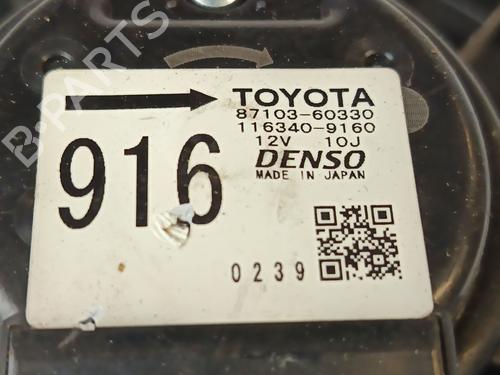 TOYOTA
87103-60330
116340-9160
12V 10J
DENSO
MADE IN JAPAN
916
0239
B-PARTS